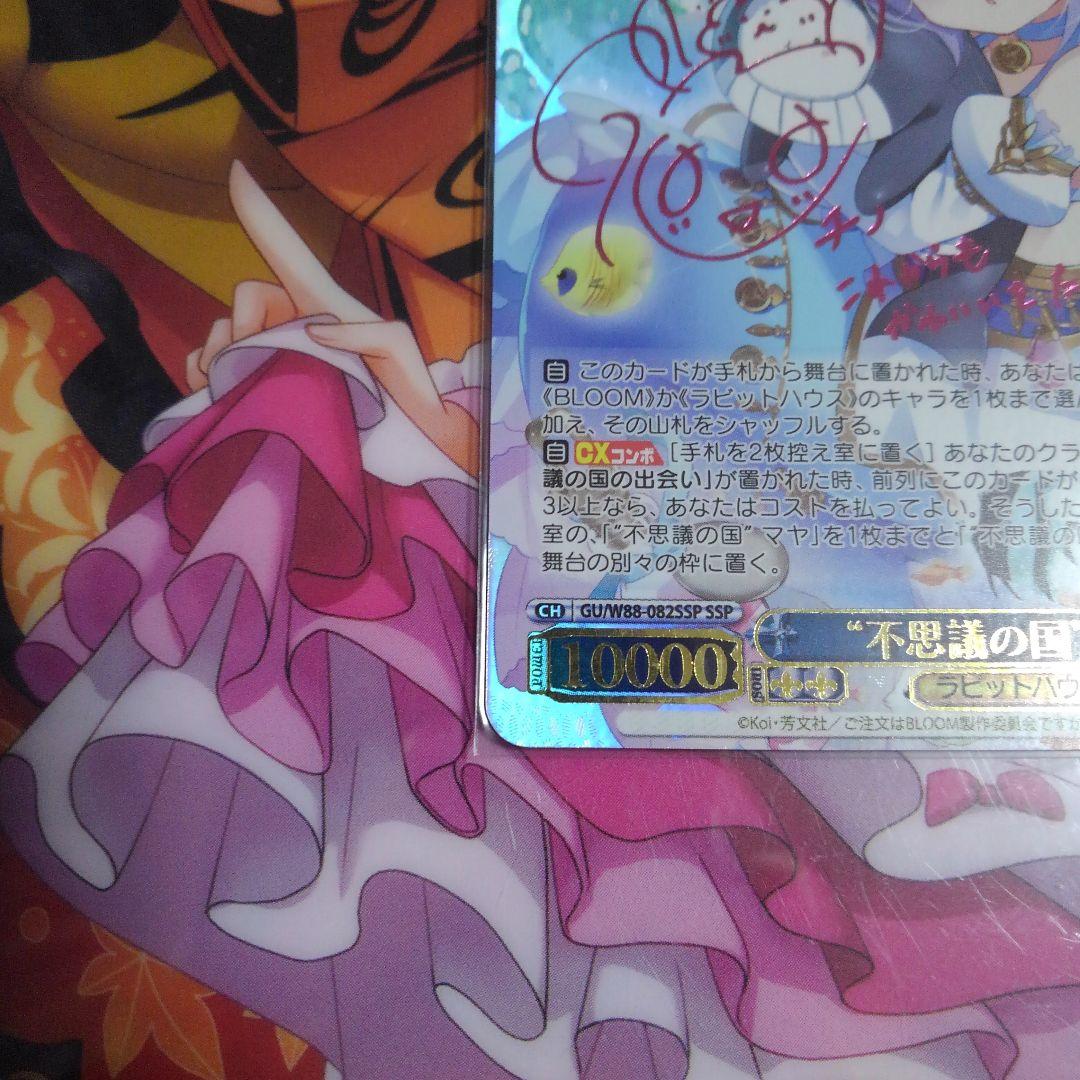 自 このカードが手札から舞台に置かれた時、あなたは
《BLOOM》か《ラビットハウス》のキャラを1枚まで選
加え、その山札をシャッフルする。
自 CXコンボ [手札を2枚控え室に置く] あなたのクラ
議の国の出会い」が置かれた時、前列にこのカードが
3以上なら、あなたはコストを払ってよい。そうした
室の、「“不思議の国” マヤ」を1枚までと「“不思議の
舞台の別々の枠に置く。
CH GU/W88-082SSP SSP
POWER 10000
“不思議の国”
SOUL
ラビットハウ
©Koi・芳文社／ご注文はBLOOM製作委員会ですか